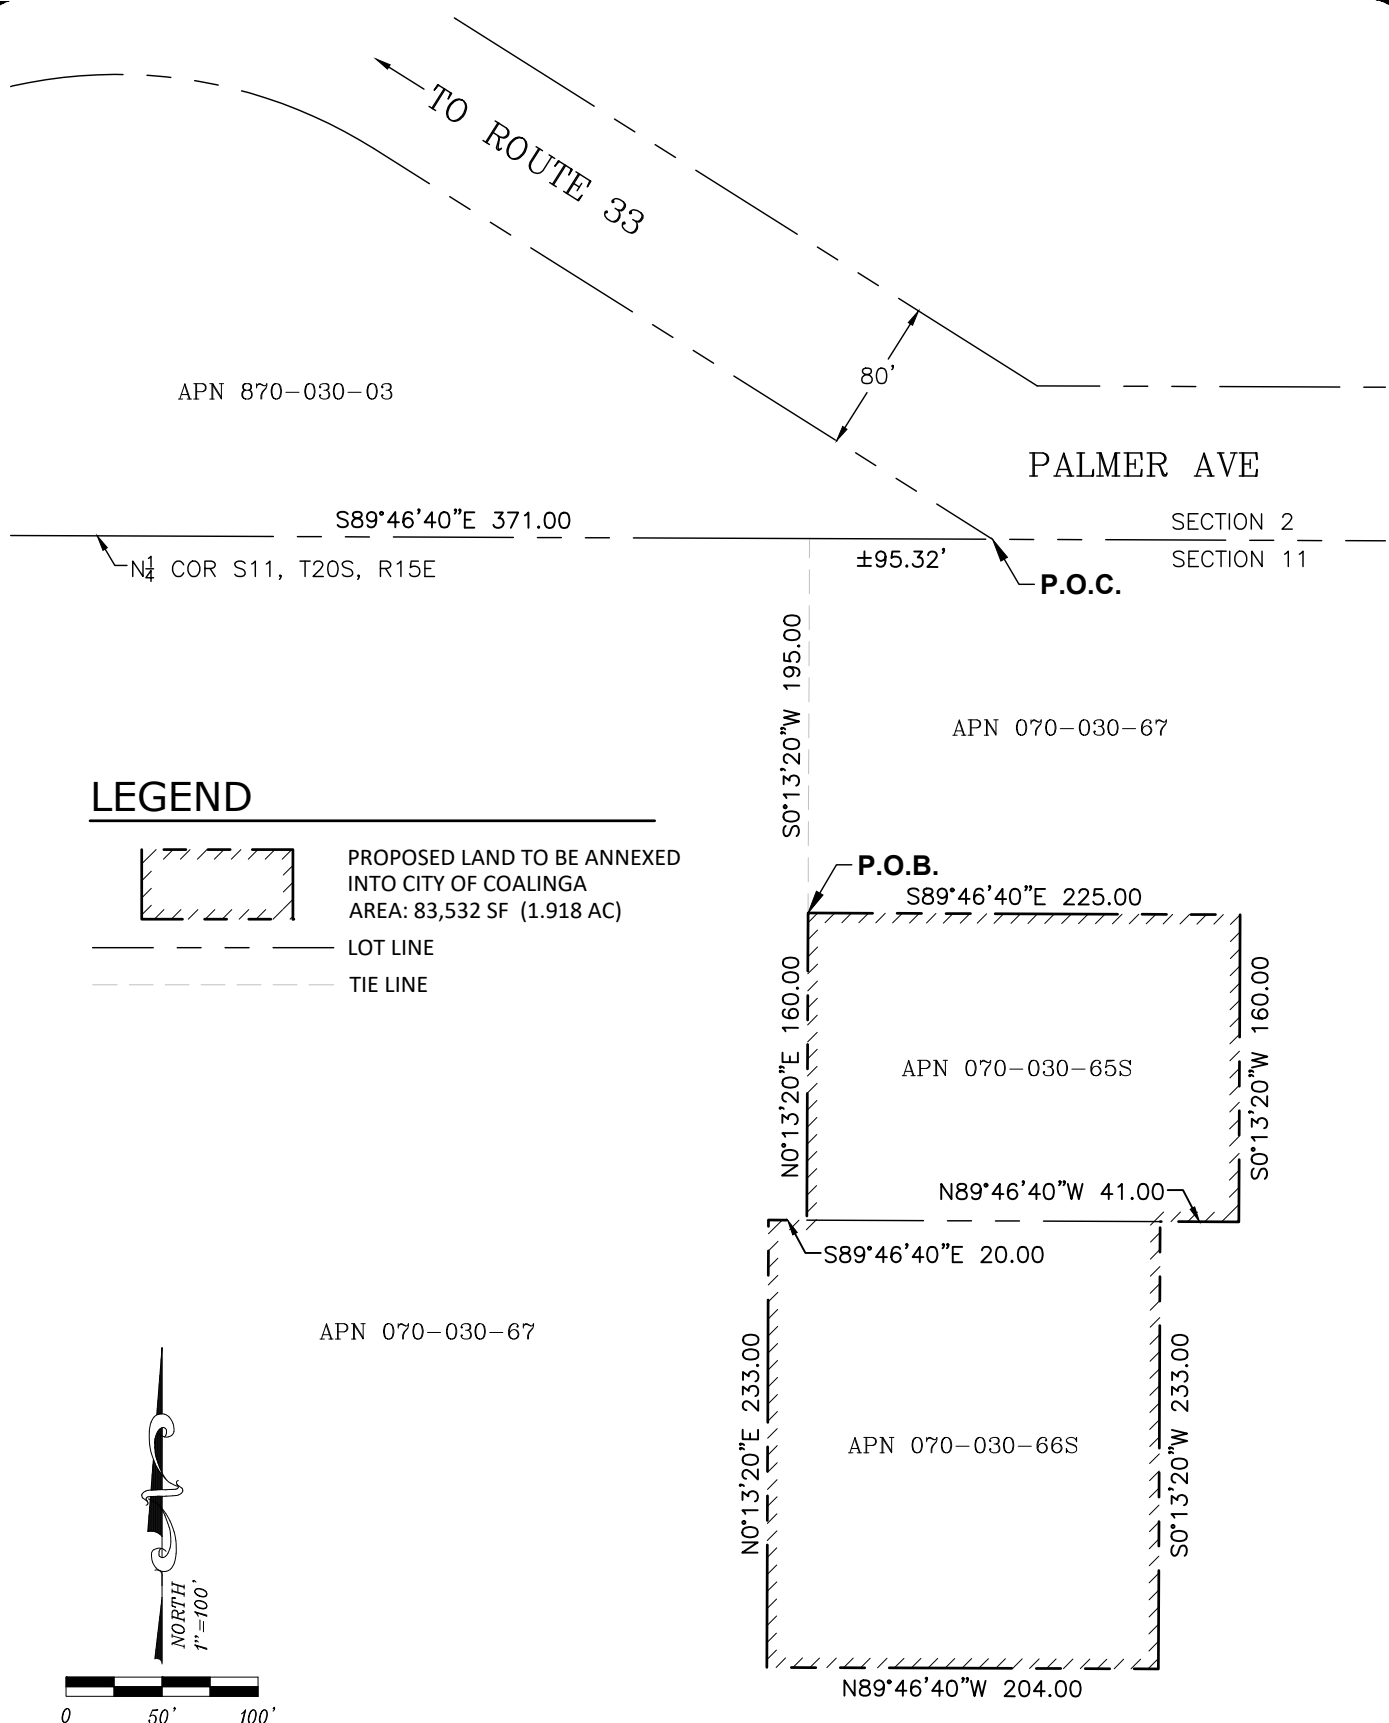 TO ROUTE 33
80'
APN 870-030-03
PALMER AVE
S89°46'40"E 371.00
SECTION 2
N¼ COR S11, T20S, R15E
±95.32'
SECTION 11
P.O.C.
S0°13'20"W 195.00
APN 070-030-67
LEGEND
PROPOSED LAND TO BE ANNEXED
INTO CITY OF COALINGA
AREA: 83,532 SF (1.918 AC)
LOT LINE
TIE LINE
P.O.B.
S89°46'40"E 225.00
N0°13'20"E 160.00
S0°13'20"W 160.00
APN 070-030-65S
N89°46'40"W 41.00
S89°46'40"E 20.00
APN 070-030-67
N0°13'20"E 233.00
S0°13'20"W 233.00
APN 070-030-66S
N89°46'40"W 204.00
NORTH
1"=100'
0 50' 100'